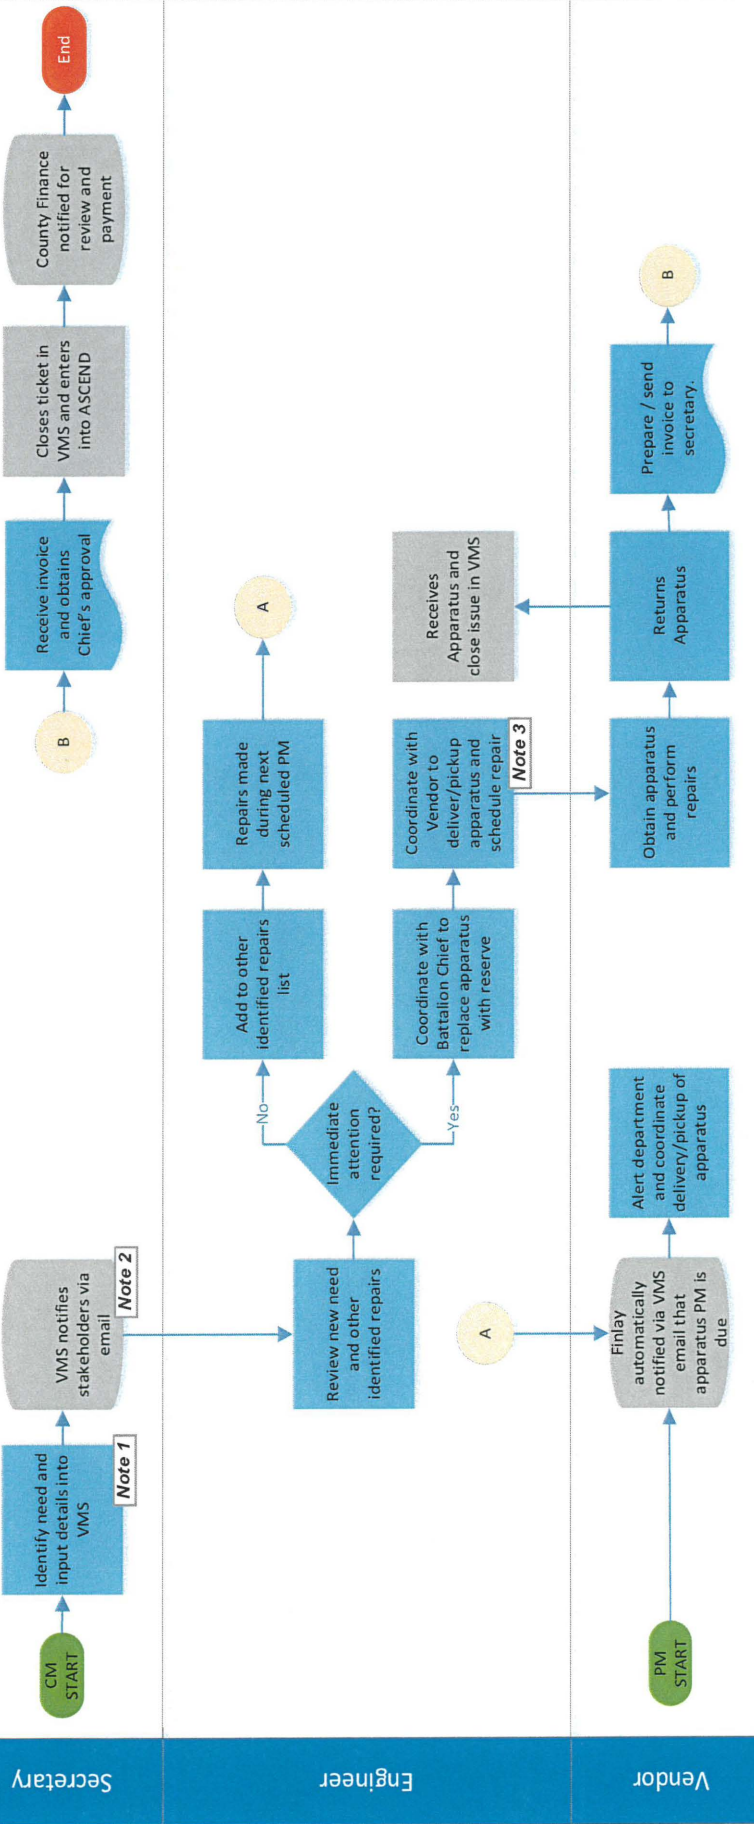 Secretary
CM
START
Identify need and
input details into
VMS
Note 1
VMS notifies
stakeholders via
email
Note 2
B
Receive invoice
and obtains
Chief's approval
Closes ticket in
VMS and enters
into ASCEND
County Finance
notified for
review and
payment
End
Engineer
Review new need
and other
identified repairs
Immediate
attention
required?
No
Add to other
identified repairs
list
Repairs made
during next
scheduled PM
A
Yes
Coordinate with
Battalion Chief to
replace apparatus
with reserve
Coordinate with
Vendor to
deliver/pickup
apparatus and
schedule repair
Note 3
Receives
Apparatus and
close issue in VMS
A
Vendor
PM
START
Finlay
automatically
notified via VMS
email that
apparatus PM is
due
Alert department
and coordinate
delivery/pickup of
apparatus
Obtain apparatus
and perform
repairs
Returns
Apparatus
Prepare / send
invoice to
secretary.
B